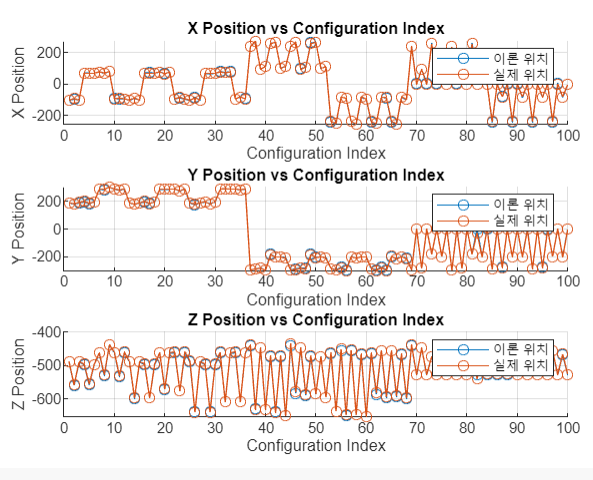 X Position vs Configuration Index
X Position
200
0
-200
이론 위치
실제 위치
0 10 20 30 40 50 60 70 80 90 100
Configuration Index
Y Position vs Configuration Index
Y Position
200
0
-200
이론 위치
실제 위치
0 10 20 30 40 50 60 70 80 90 100
Configuration Index
Z Position vs Configuration Index
Z Position
-400
-500
-600
이론 위치
실제 위치
0 10 20 30 40 50 60 70 80 90 100
Configuration Index